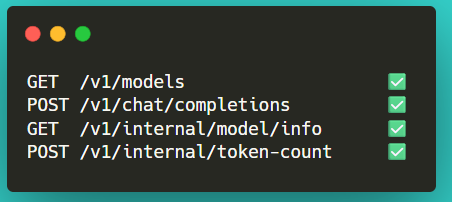 GET  /v1/models ✅
POST /v1/chat/completions ✅
GET  /v1/internal/model/info ✅
POST /v1/internal/token-count ✅